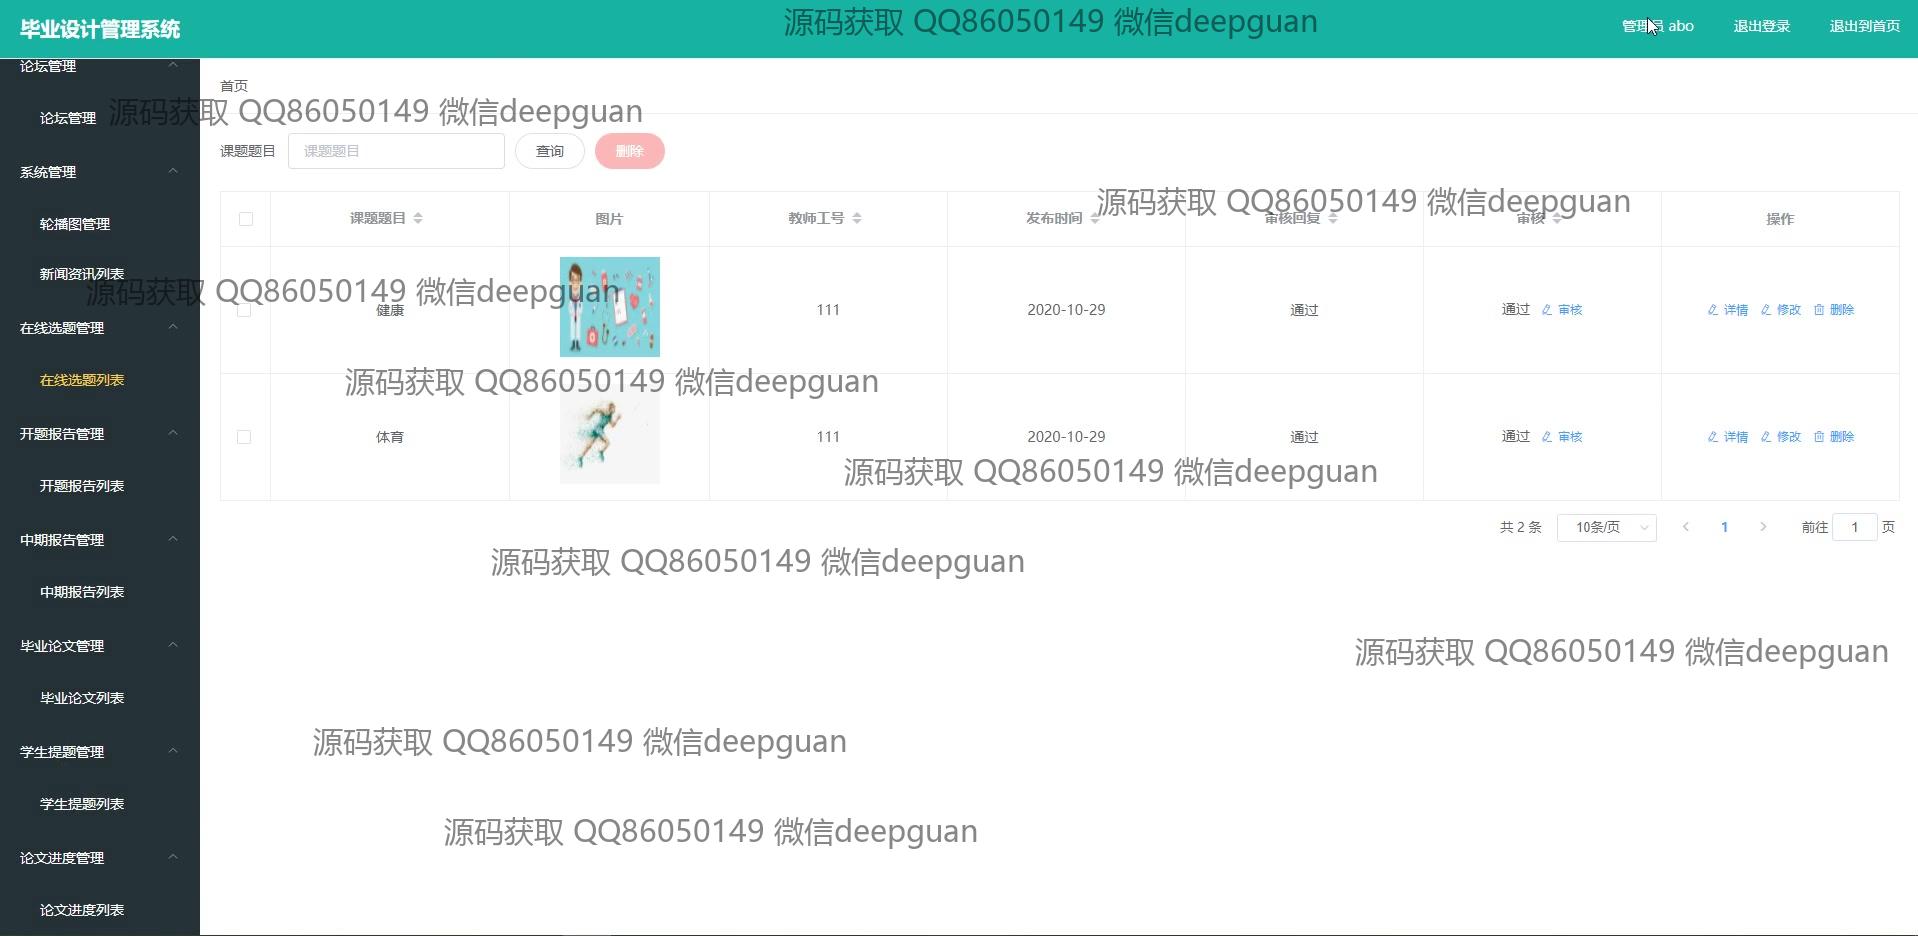 毕业设计管理系统
源码获取 QQ86050149 微信deepguan
管理员 abo
退出登录
退出到首页
论坛管理
论坛管理
系统管理
轮播图管理
新闻资讯列表
在线选题管理
在线选题列表
开题报告管理
开题报告列表
中期报告管理
中期报告列表
毕业论文管理
毕业论文列表
学生提题管理
学生提题列表
论文进度管理
论文进度列表
首页
源码获取 QQ86050149 微信deepguan
课题题目 课题题目 查询 删除
源码获取 QQ86050149 微信deepguan
课题题目 图片 教师工号 发布时间 审核回复 审核 操作
源码获取 QQ86050149 微信deepguan
健康 111 2020-10-29 通过 通过 审核 详情 修改 删除
源码获取 QQ86050149 微信deepguan
体育 111 2020-10-29 通过 通过 审核 详情 修改 删除
源码获取 QQ86050149 微信deepguan
共 2 条 10条/页 1 前往 1 页
源码获取 QQ86050149 微信deepguan
源码获取 QQ86050149 微信deepguan
源码获取 QQ86050149 微信deepguan
源码获取 QQ86050149 微信deepguan